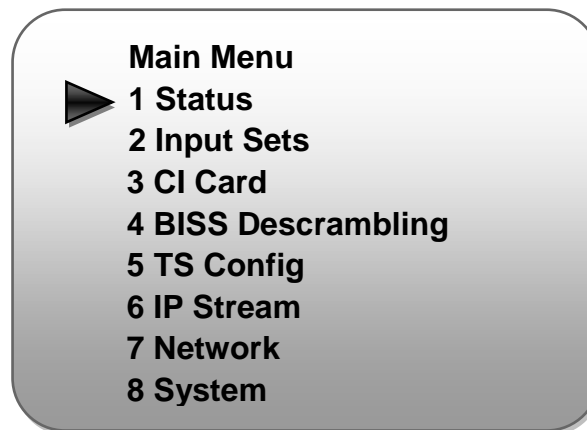 Main Menu
1 Status
2 Input Sets
3 CI Card
4 BISS Descrambling
5 TS Config
6 IP Stream
7 Network
8 System